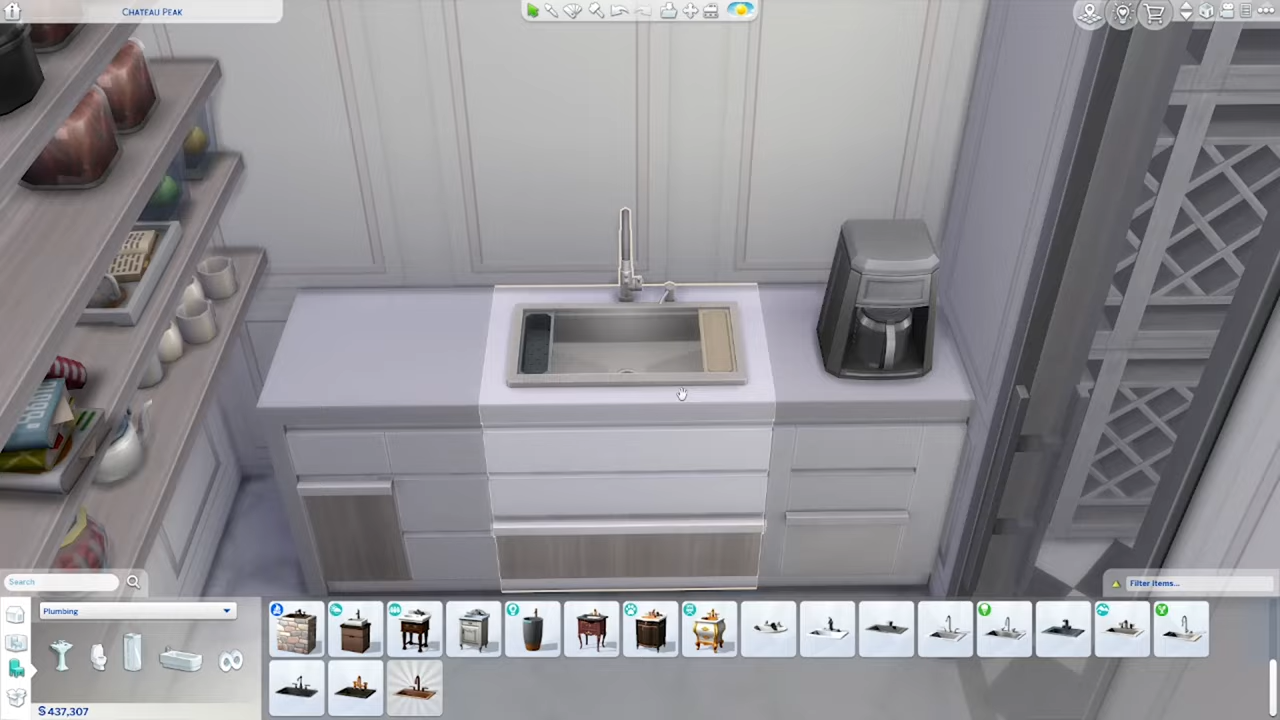 CHATEAU PEAK
Search
Filter Items...
Plumbing
$437,307